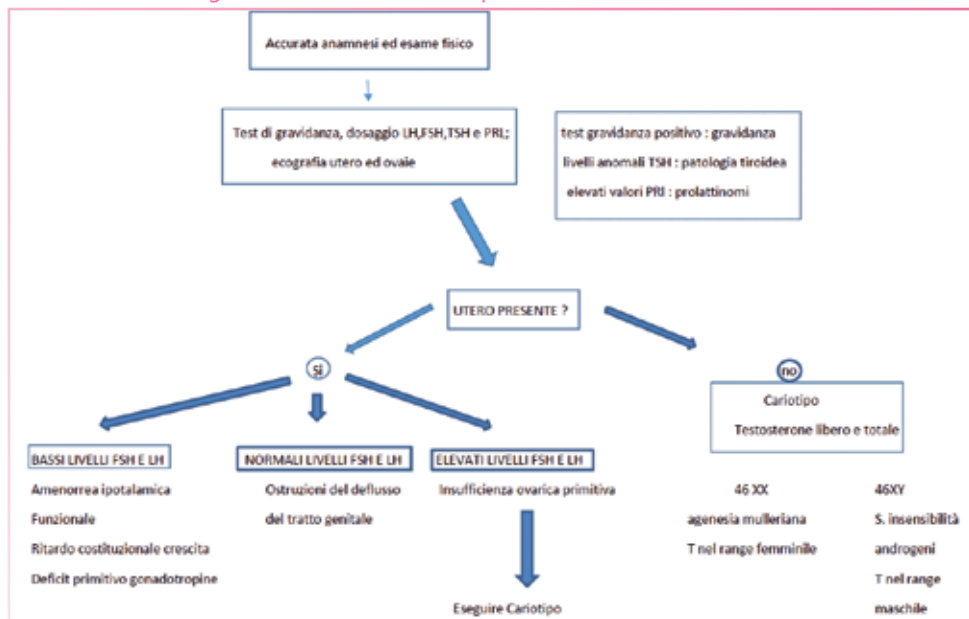 Accurata anamnesi ed esame fisico
Test di gravidanza, dosaggio LH,FSH,TSH e PRL;
ecografia utero ed ovaie
test gravidanza positivo : gravidanza
livelli anomali TSH : patologia tiroidea
elevati valori PRl : prolattinomi
UTERO PRESENTE ?
Si
no
Cariotipo
Testosterone libero e totale
BASSI LIVELLI FSH E LH
Amenorrea ipotalamica
Funzionale
Ritardo costituzionale crescita
Deficit primitivo gonadotropine
NORMALI LIVELLI FSH E LH
Ostruzioni del deflusso
del tratto genitale
ELEVATI LIVELLI FSH E LH
Insufficienza ovarica primitiva
Eseguire Cariotipo
46 XX
agenesia mulleriana
T nel range femminile
46XY
S. insensibilità
androgeni
T nel range
maschile